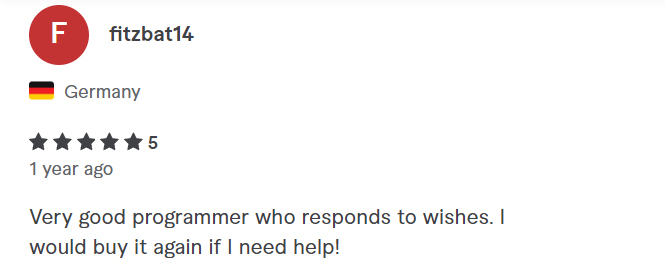 F
fitzbat14
Germany
5
1 year ago
Very good programmer who responds to wishes. I
would buy it again if I need help!